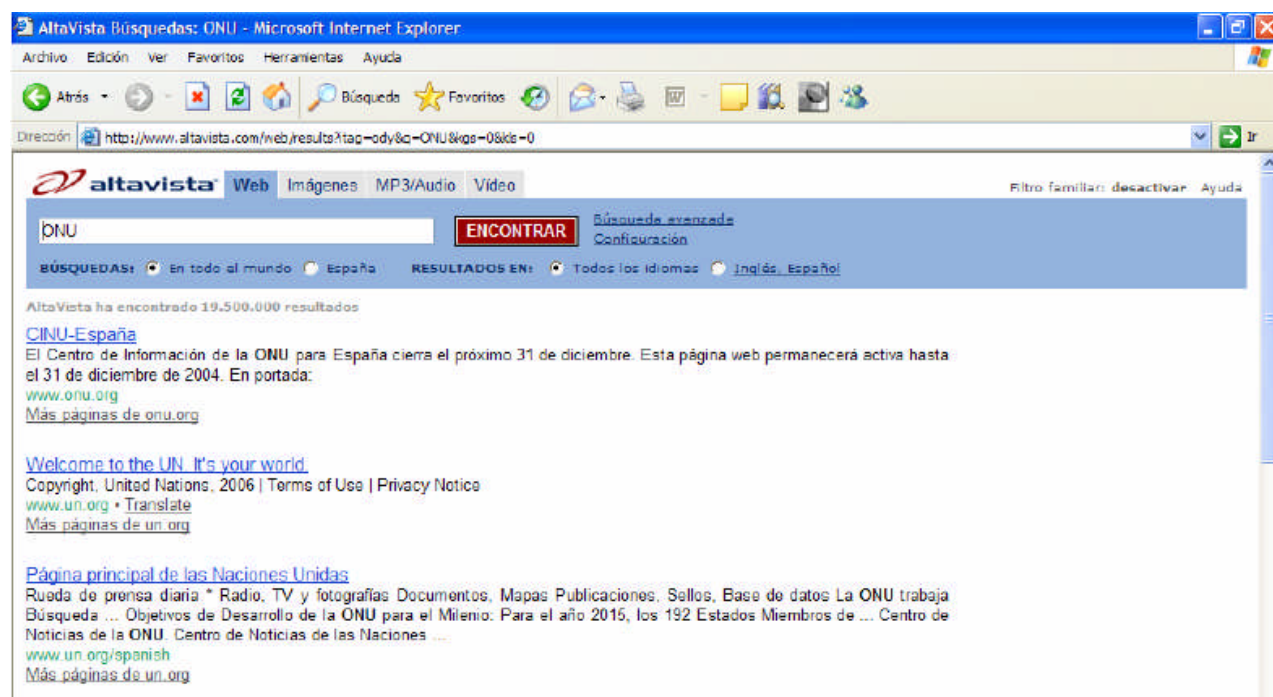 AltaVista Búsquedas: ONU - Microsoft Internet Explorer
Archivo Edición Ver Favoritos Herramientas Ayuda
Atrás Búsqueda Favoritos
Dirección http://www.altavista.com/web/results?itag=ody&q=ONU&kgs=0&kls=0 Ir
altavista Web Imágenes MP3/Audio Vídeo Filtro familiar: desactivar Ayuda
ONU ENCONTRAR Búsqueda avanzada
Configuración
BÚSQUEDAS: En todo el mundo España RESULTADOS EN: Todos los idiomas Inglés, Español
AltaVista ha encontrado 19.500.000 resultados
CINU-España
El Centro de Información de la ONU para España cierra el próximo 31 de diciembre. Esta página web permanecerá activa hasta
el 31 de diciembre de 2004. En portada:
www.onu.org
Más páginas de onu.org
Welcome to the UN. It's your world.
Copyright, United Nations, 2006 | Terms of Use | Privacy Notice
www.un.org • Translate
Más páginas de un.org
Página principal de las Naciones Unidas
Rueda de prensa diaria * Radio, TV y fotografías Documentos, Mapas Publicaciones, Sellos, Base de datos La ONU trabaja
Búsqueda ... Objetivos de Desarrollo de la ONU para el Milenio: Para el año 2015, los 192 Estados Miembros de ... Centro de
Noticias de la ONU. Centro de Noticias de las Naciones ...
www.un.org/spanish
Más páginas de un.org